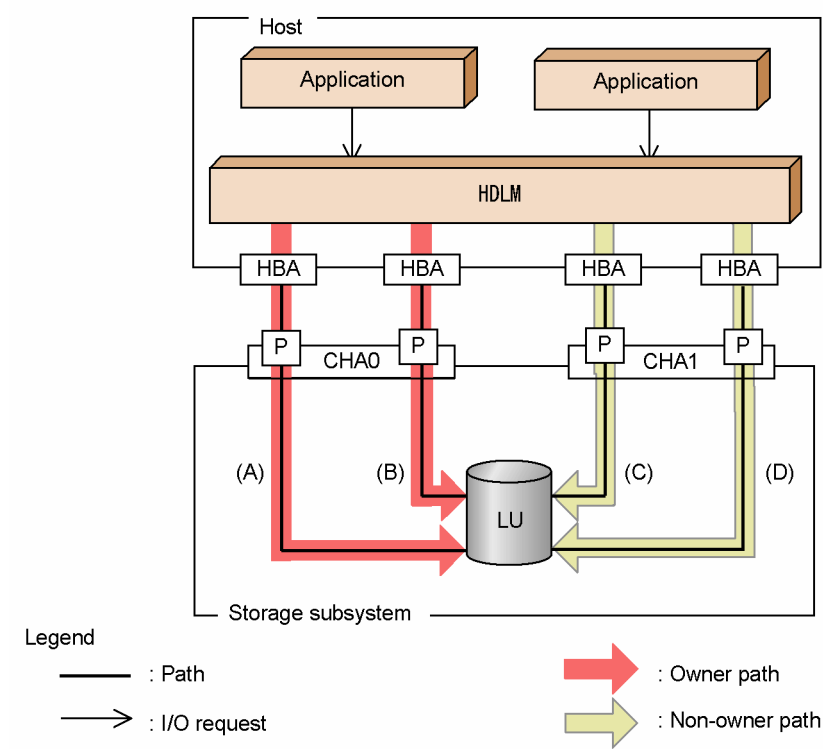 Host
Application
Application
HDLM
HBA
HBA
HBA
HBA
P
CHA0
P
P
CHA1
P
(A)
(B)
(C)
(D)
LU
Storage subsystem
Legend
: Path
: Owner path
: I/O request
: Non-owner path